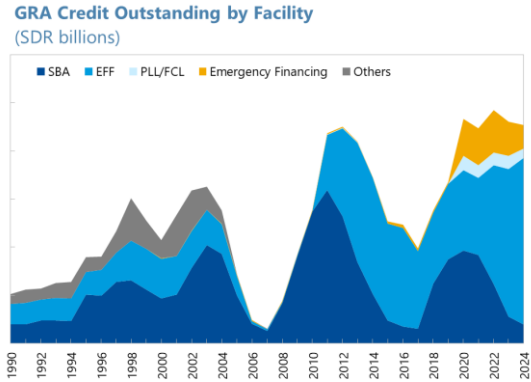 GRA Credit Outstanding by Facility
(SDR billions)
SBA EFF PLL/FCL Emergency Financing Others
1990 1992 1994 1996 1998 2000 2002 2004 2006 2008 2010 2012 2014 2016 2018 2020 2022 2024